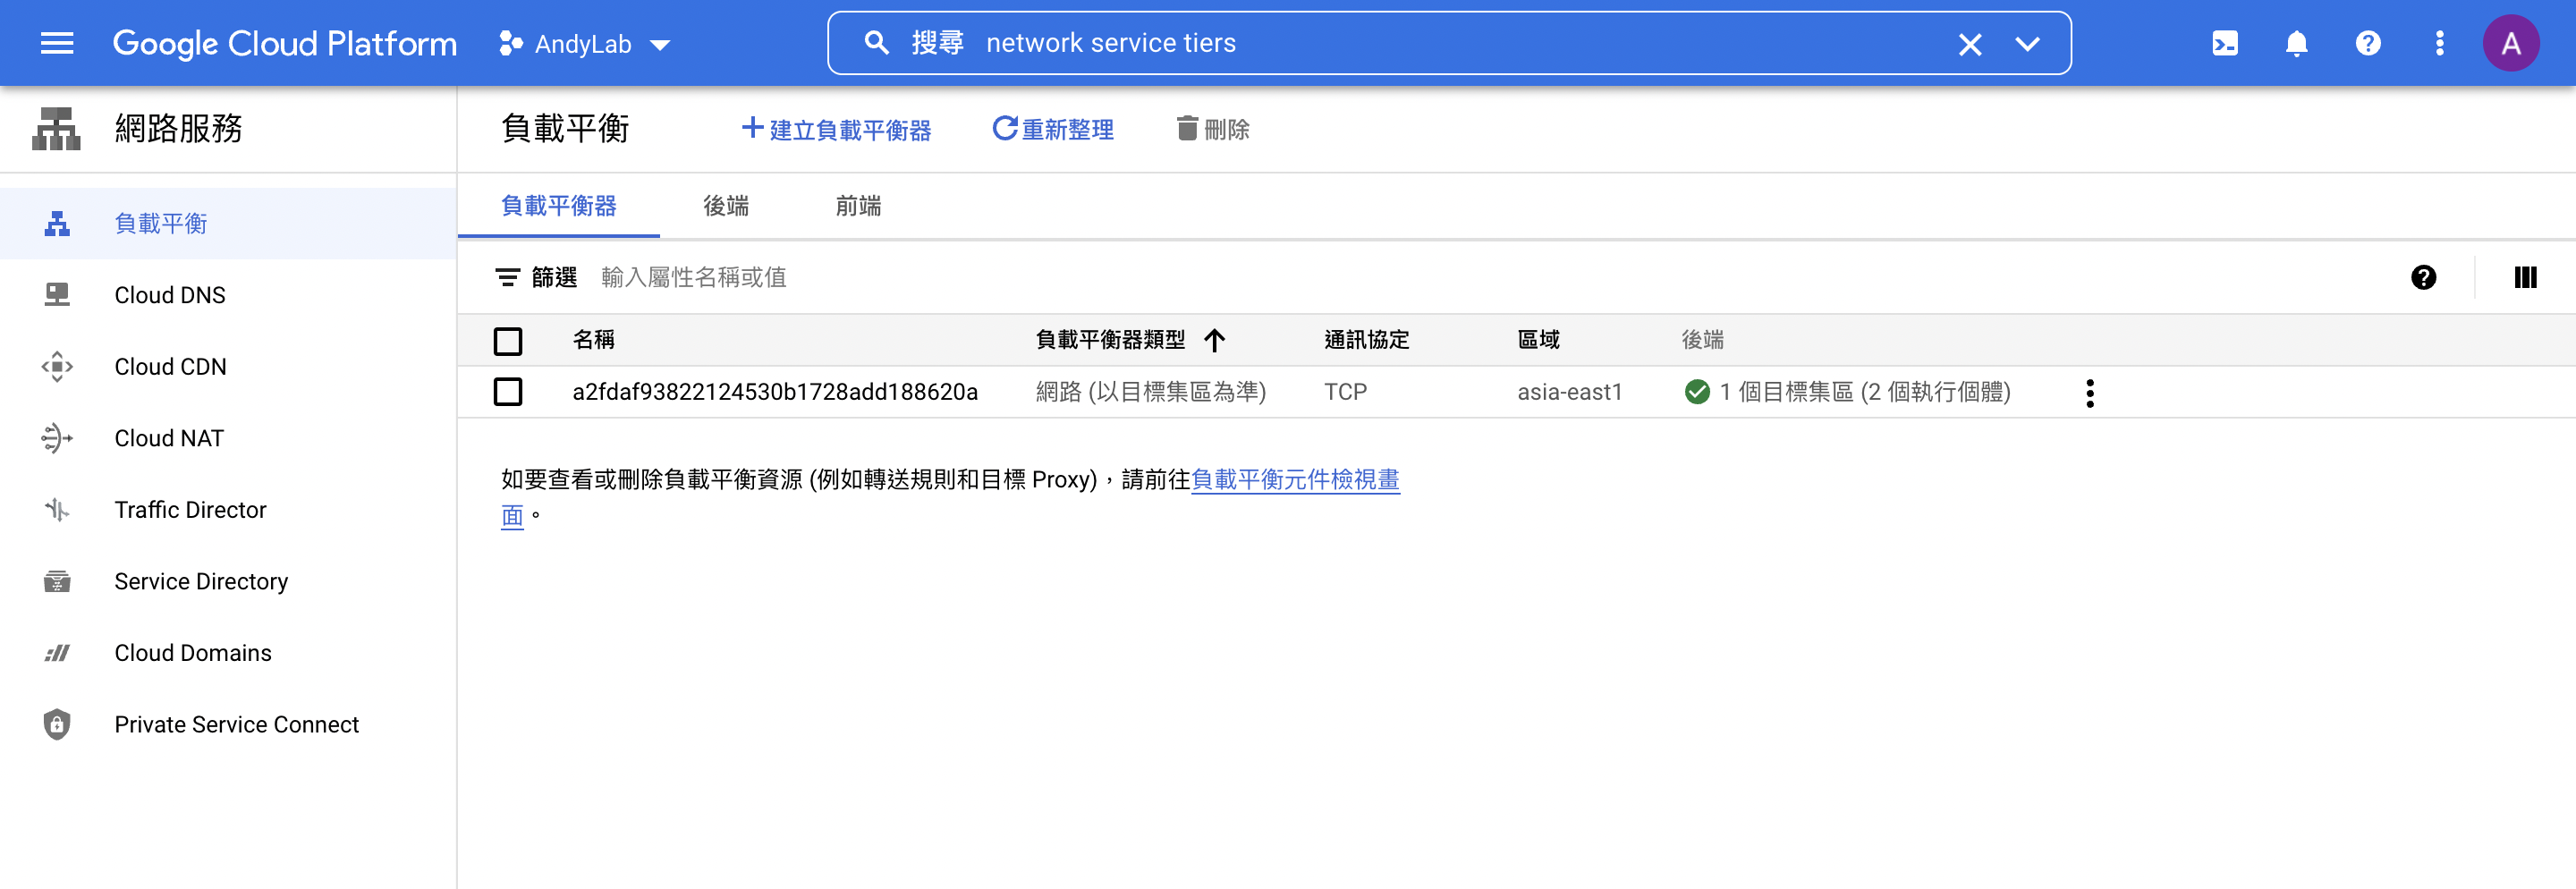 Google Cloud Platform AndyLab 搜尋 network service tiers A
網路服務
負載平衡
Cloud DNS
Cloud CDN
Cloud NAT
Traffic Director
Service Directory
Cloud Domains
Private Service Connect
負載平衡 建立負載平衡器 重新整理 刪除
負載平衡器 後端 前端
篩選 輸入屬性名稱或值
名稱 負載平衡器類型 通訊協定 區域 後端
a2fdaf93822124530b1728add188620a 網路 (以目標集區為準) TCP asia-east1 1 個目標集區 (2 個執行個體)
如要查看或刪除負載平衡資源 (例如轉送規則和目標 Proxy)，請前往負載平衡元件檢視畫
面。